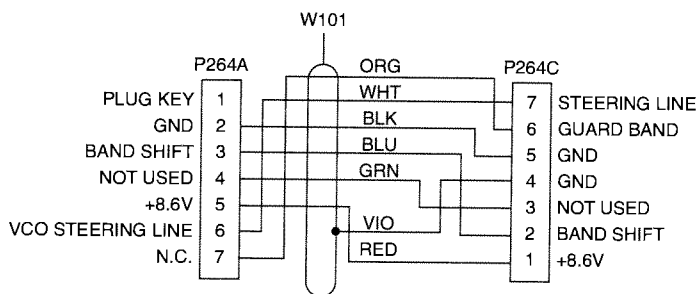 W101
P264A
P264C
ORG
PLUG KEY 1
WHT
7 STEERING LINE
GND 2
BLK
6 GUARD BAND
BAND SHIFT 3
BLU
5 GND
NOT USED 4
GRN
4 GND
+8.6V 5
3 NOT USED
VCO STEERING LINE 6
VIO
2 BAND SHIFT
N.C. 7
RED
1 +8.6V